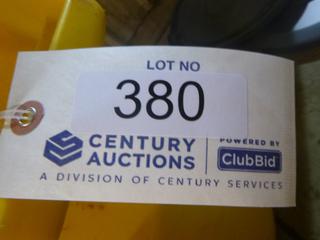 LOT NO
380
CENTURY AUCTIONS
POWERED BY
ClubBid
A DIVISION OF CENTURY SERVICES